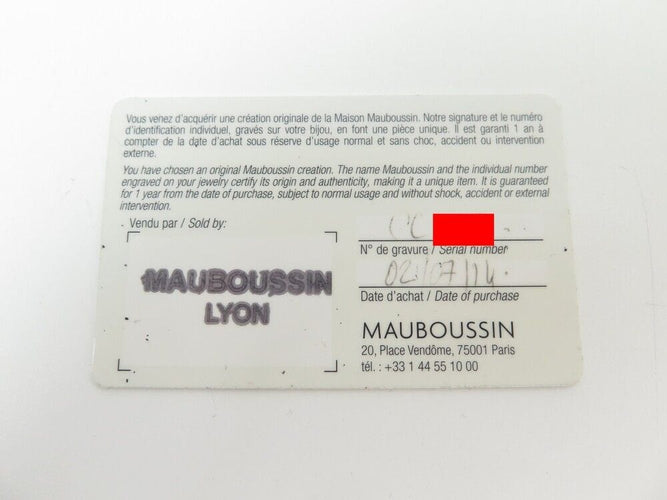 Vous venez d'acquérir une création originale de la Maison Mauboussin. Notre signature et le numéro
d'identification individuel, gravés sur votre bijou, en font une pièce unique. Il est garanti 1 an à
compter de la date d'achat sous réserve d'usage normal et sans choc, accident ou intervention
externe.
You have chosen an original Mauboussin creation. The name Mauboussin and the individual number
engraved on your jewelry certify its origin and authenticity, making it a unique item. It is guaranteed
for 1 year from the date of purchase, subject to normal usage and without shock, accident or external
intervention.
Vendu par / Sold by:
MAUBOUSSIN
LYON
N° de gravure / Serial number
02/07/14.
Date d'achat / Date of purchase
MAUBOUSSIN
20, Place Vendôme, 75001 Paris
tél. : +33 1 44 55 10 00